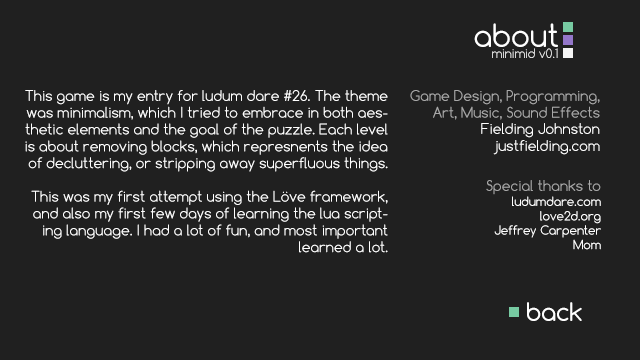 about
minimid v0.1
This game is my entry for ludum dare #26. The theme
was minimalism, which I tried to embrace in both aes-
thetic elements and the goal of the puzzle. Each level
is about removing blocks, which represnents the idea
of decluttering, or stripping away superfluous things.
This was my first attempt using the Löve framework,
and also my first few days of learning the lua script-
ing language. I had a lot of fun, and most important
learned a lot.
Game Design, Programming,
Art, Music, Sound Effects
Fielding Johnston
justfielding.com
Special thanks to
ludumdare.com
love2d.org
Jeffrey Carpenter
Mom
back